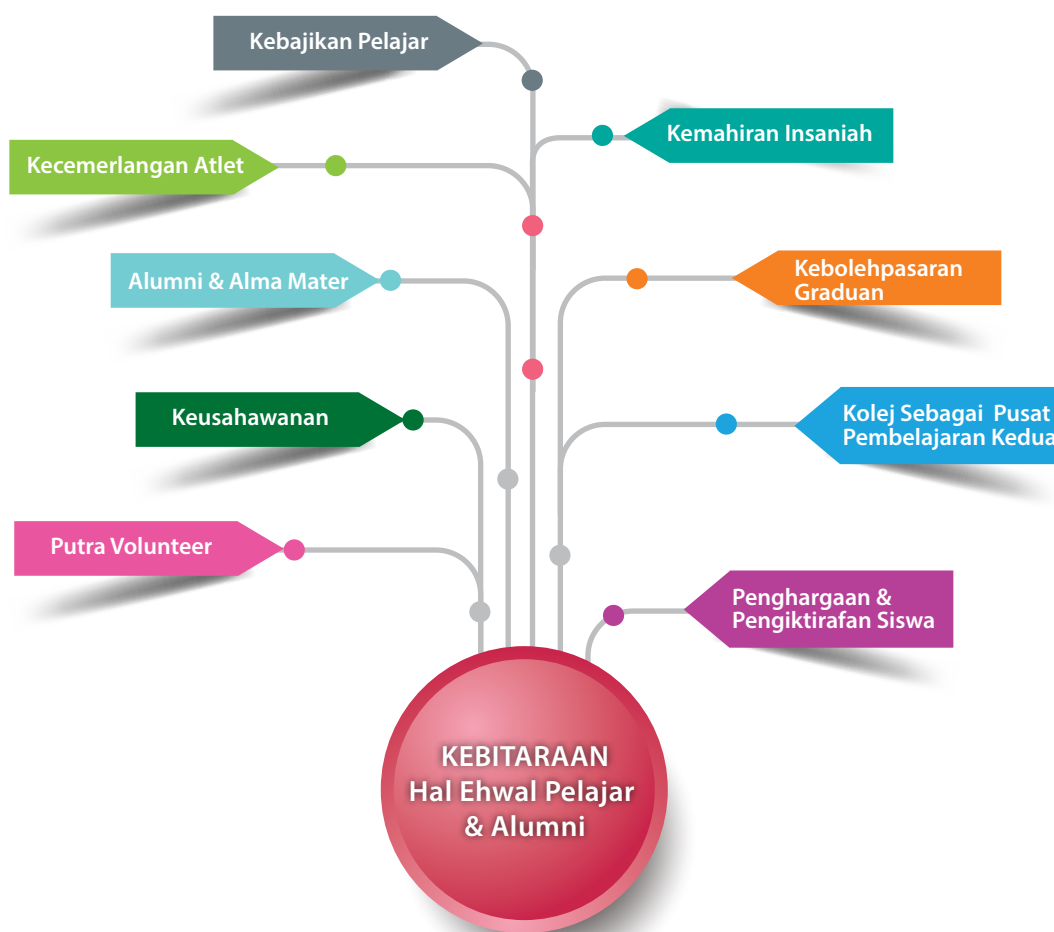 Kebajikan Pelajar
Kemahiran Insaniah
Kecemerlangan Atlet
Alumni & Alma Mater
Kebolehpasaran
Graduan
Keusahawanan
Kolej Sebagai Pusat
Pembelajaran Kedua
Putra Volunteer
Penghargaan &
Pengiktirafan Siswa
KEBITARAAN
Hal Ehwal Pelajar
& Alumni